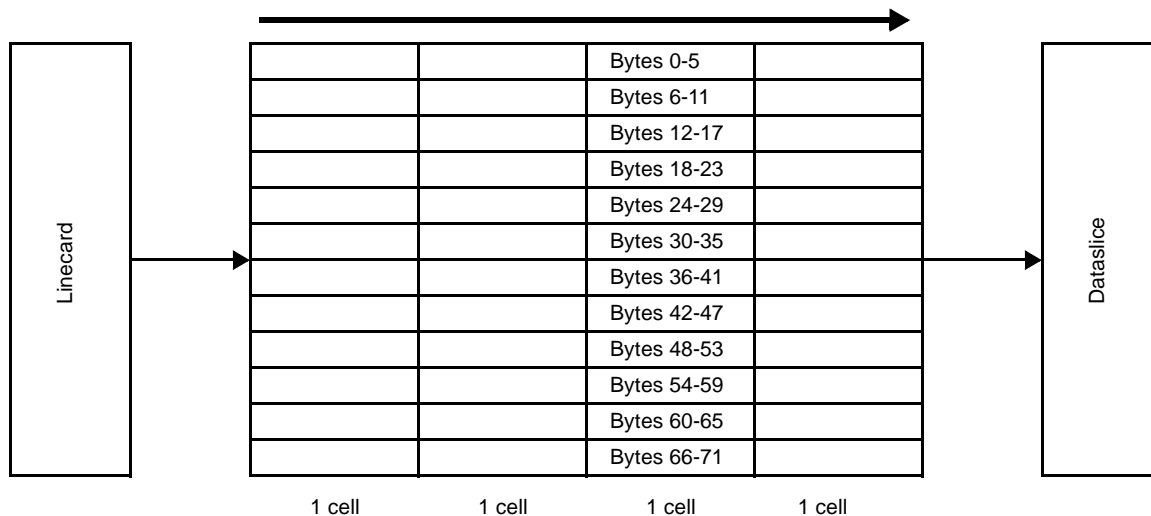 Linecard
Bytes 0-5
Bytes 6-11
Bytes 12-17
Bytes 18-23
Bytes 24-29
Bytes 30-35
Bytes 36-41
Bytes 42-47
Bytes 48-53
Bytes 54-59
Bytes 60-65
Bytes 66-71
Dataslice
1 cell 1 cell 1 cell 1 cell